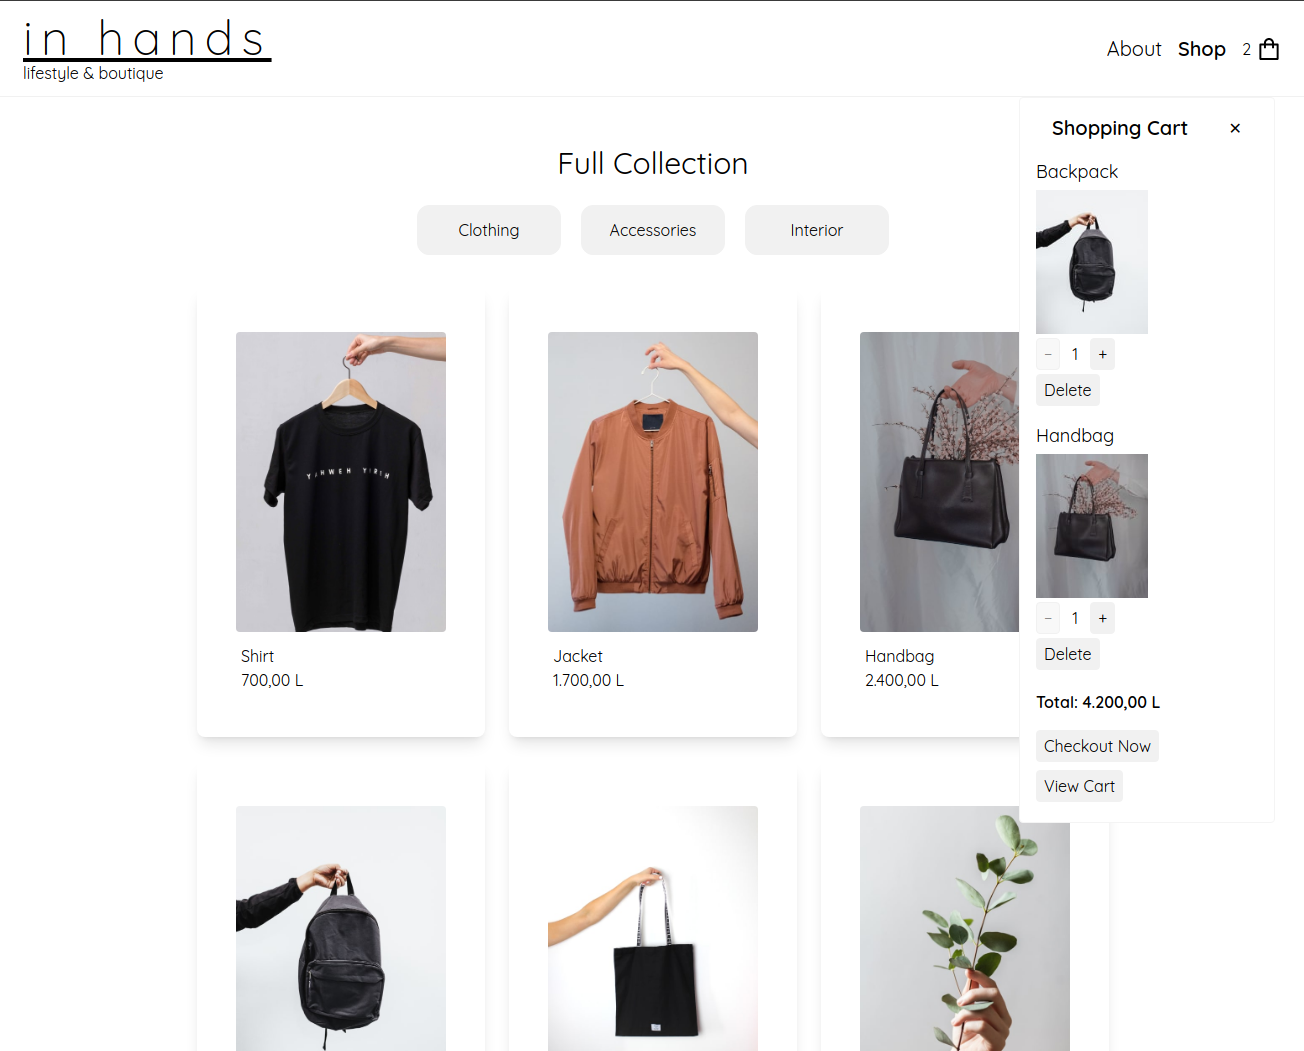 in hands
lifestyle & boutique
About Shop 2
Shopping Cart ×
Full Collection
Clothing Accessories Interior
Backpack
− 1 +
Delete
Handbag
− 1 +
Delete
Total: 4.200,00 L
Checkout Now
View Cart
YAHWEH YIREH
Shirt
700,00 L
Jacket
1.700,00 L
Handbag
2.400,00 L